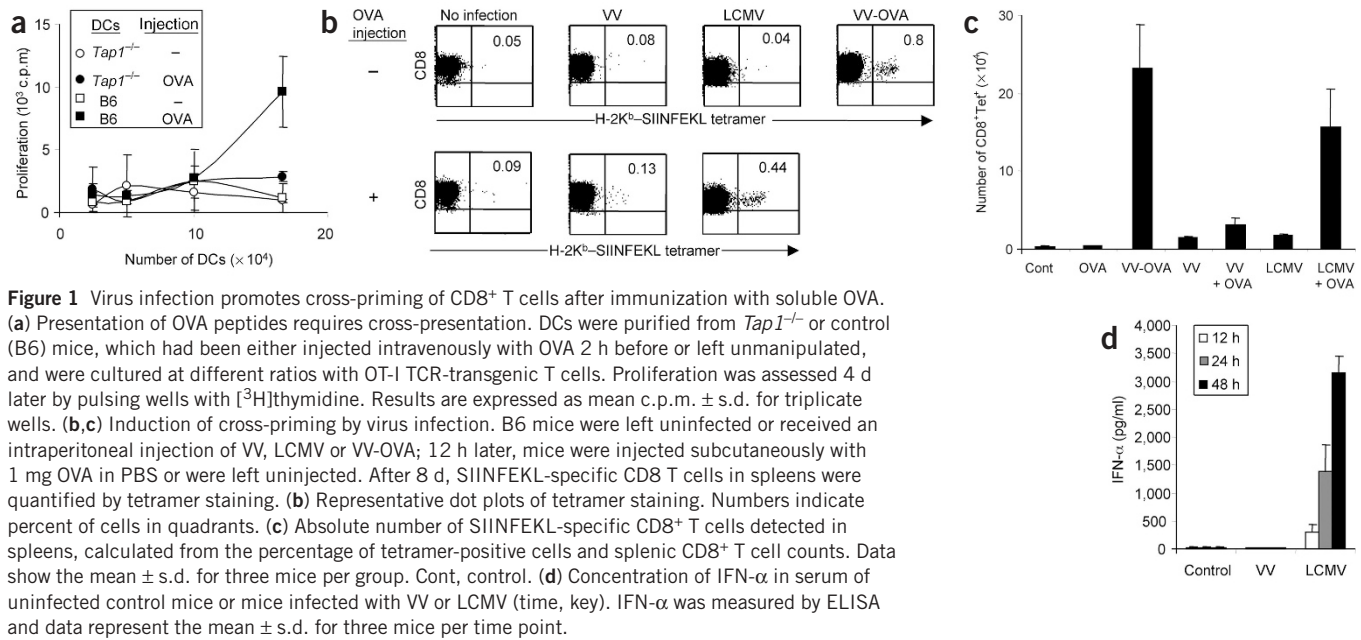 a
DCs Injection
Tap1–/– –
Tap1–/– OVA
B6 –
B6 OVA
Proliferation (10³ c.p.m)
15
10
5
0
0 10 20
Number of DCs (× 10⁴)
b
OVA injection
No infection VV LCMV VV-OVA
–
CD8
0.05 0.08 0.04 0.8
H-2Kᵇ–SIINFEKL tetramer
+
CD8
0.09 0.13 0.44
H-2Kᵇ–SIINFEKL tetramer
c
Number of CD8⁺Tet⁺ (×10⁴)
30
20
10
0
Cont OVA VV-OVA VV VV + OVA LCMV LCMV + OVA
d
12 h
24 h
48 h
IFN-α (pg/ml)
4,000
3,500
3,000
2,500
2,000
1,500
1,000
500
0
Control VV LCMV
Figure 1 Virus infection promotes cross-priming of CD8⁺ T cells after immunization with soluble OVA.
(a) Presentation of OVA peptides requires cross-presentation. DCs were purified from Tap1–/– or control
(B6) mice, which had been either injected intravenously with OVA 2 h before or left unmanipulated,
and were cultured at different ratios with OT-I TCR-transgenic T cells. Proliferation was assessed 4 d
later by pulsing wells with [³H]thymidine. Results are expressed as mean c.p.m. ± s.d. for triplicate
wells. (b,c) Induction of cross-priming by virus infection. B6 mice were left uninfected or received an
intraperitoneal injection of VV, LCMV or VV-OVA; 12 h later, mice were injected subcutaneously with
1 mg OVA in PBS or were left uninjected. After 8 d, SIINFEKL-specific CD8 T cells in spleens were
quantified by tetramer staining. (b) Representative dot plots of tetramer staining. Numbers indicate
percent of cells in quadrants. (c) Absolute number of SIINFEKL-specific CD8⁺ T cells detected in
spleens, calculated from the percentage of tetramer-positive cells and splenic CD8⁺ T cell counts. Data
show the mean ± s.d. for three mice per group. Cont, control. (d) Concentration of IFN-α in serum of
uninfected control mice or mice infected with VV or LCMV (time, key). IFN-α was measured by ELISA
and data represent the mean ± s.d. for three mice per time point.